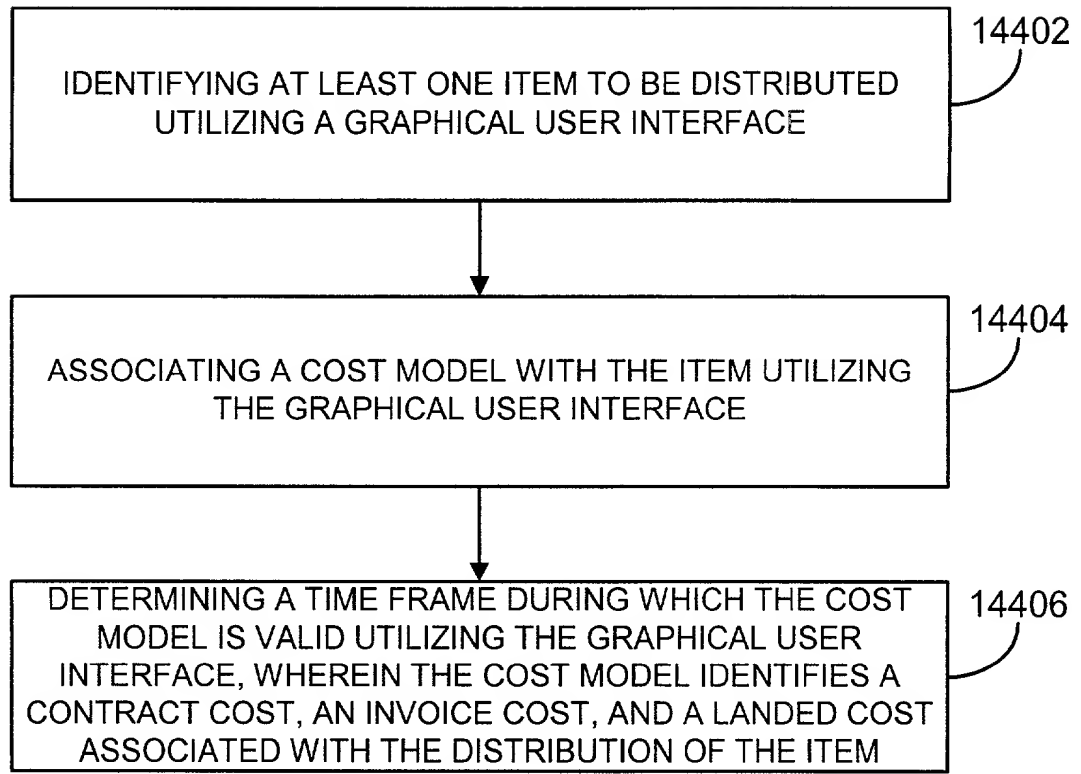 14402
IDENTIFYING AT LEAST ONE ITEM TO BE DISTRIBUTED
UTILIZING A GRAPHICAL USER INTERFACE
14404
ASSOCIATING A COST MODEL WITH THE ITEM UTILIZING
THE GRAPHICAL USER INTERFACE
14406
DETERMINING A TIME FRAME DURING WHICH THE COST
MODEL IS VALID UTILIZING THE GRAPHICAL USER
INTERFACE, WHEREIN THE COST MODEL IDENTIFIES A
CONTRACT COST, AN INVOICE COST, AND A LANDED COST
ASSOCIATED WITH THE DISTRIBUTION OF THE ITEM